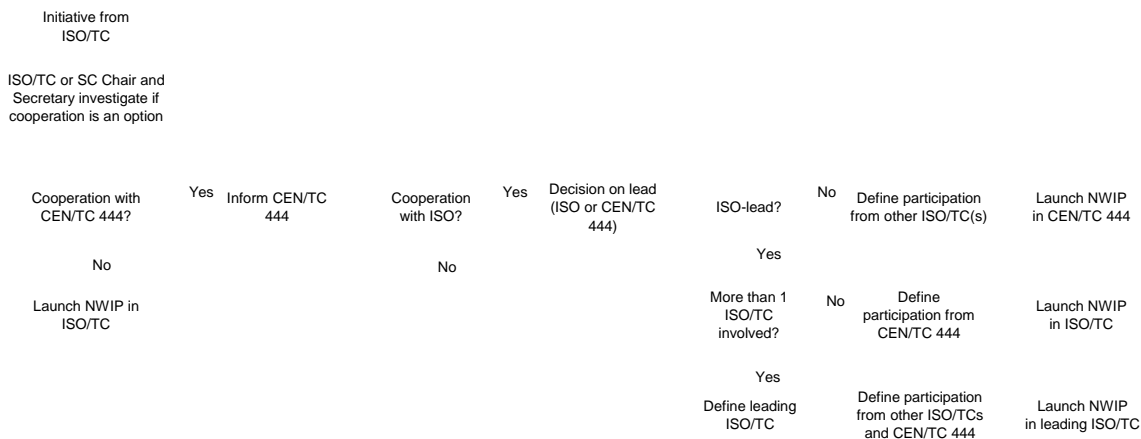 Initiative from
ISO/TC
ISO/TC or SC Chair and
Secretary investigate if
cooperation is an option
Cooperation with
CEN/TC 444?
Yes
Inform CEN/TC
444
Cooperation
with ISO?
Yes
Decision on lead
(ISO or CEN/TC
444)
ISO-lead?
No
Define participation
from other ISO/TC(s)
Launch NWIP
in CEN/TC 444
No
No
Yes
Launch NWIP in
ISO/TC
More than 1
ISO/TC
involved?
No
Define
participation from
CEN/TC 444
Launch NWIP
in ISO/TC
Yes
Define leading
ISO/TC
Define participation
from other ISO/TCs
and CEN/TC 444
Launch NWIP
in leading ISO/TC